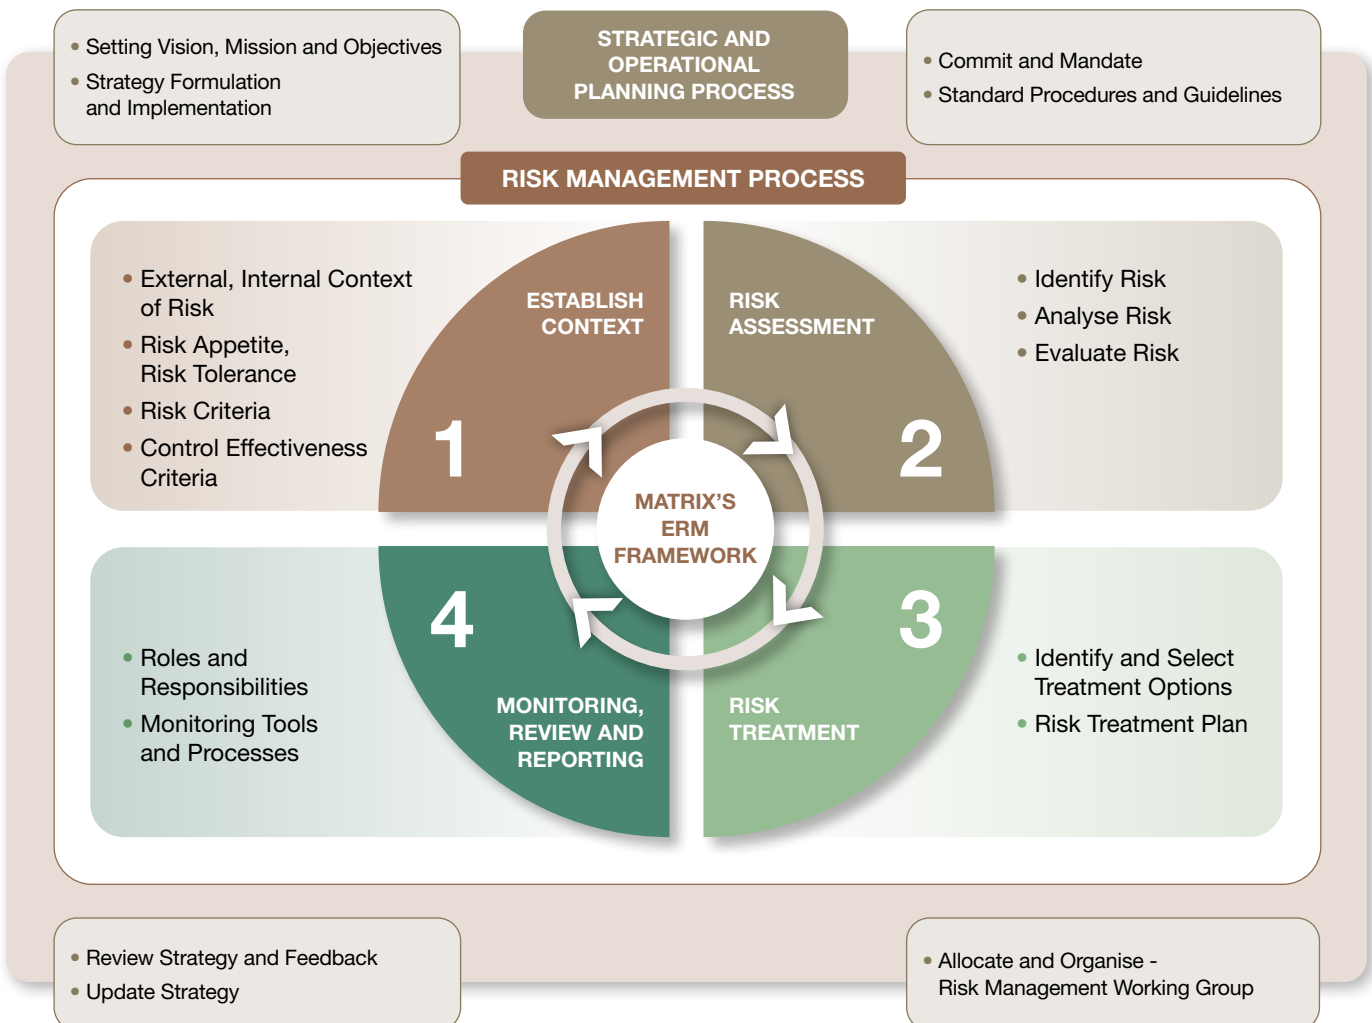 • Setting Vision, Mission and Objectives
• Strategy Formulation
and Implementation
STRATEGIC AND
OPERATIONAL
PLANNING PROCESS
• Commit and Mandate
• Standard Procedures and Guidelines
RISK MANAGEMENT PROCESS
• External, Internal Context
of Risk
• Risk Appetite,
Risk Tolerance
• Risk Criteria
• Control Effectiveness
Criteria
ESTABLISH
CONTEXT
1
RISK
ASSESSMENT
2
• Identify Risk
• Analyse Risk
• Evaluate Risk
MATRIX'S
ERM
FRAMEWORK
• Roles and
Responsibilities
• Monitoring Tools
and Processes
4
MONITORING,
REVIEW AND
REPORTING
3
RISK
TREATMENT
• Identify and Select
Treatment Options
• Risk Treatment Plan
• Review Strategy and Feedback
• Update Strategy
• Allocate and Organise -
Risk Management Working Group